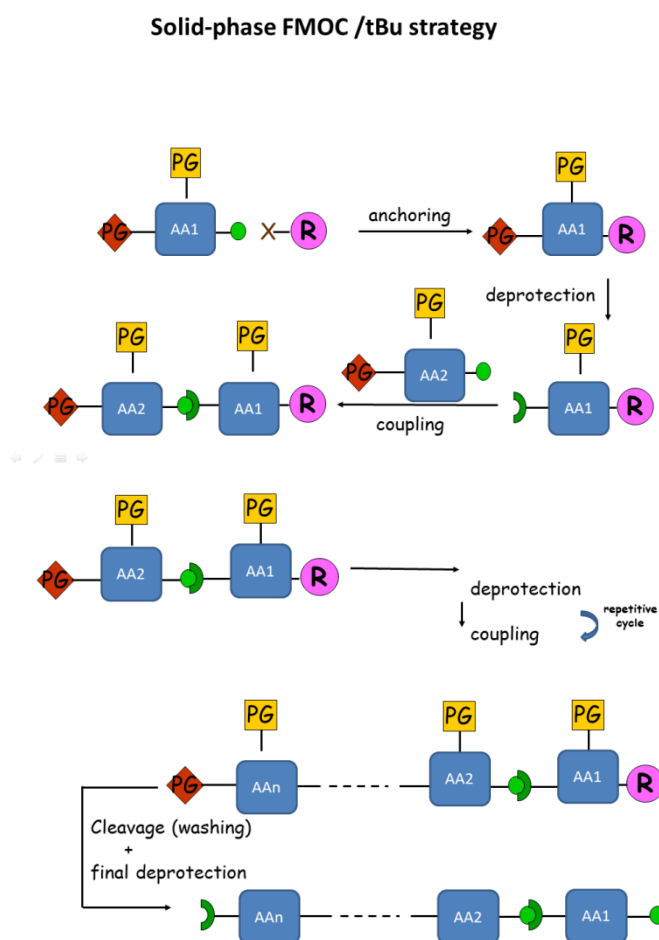 Solid-phase FMOC /tBu strategy
PG
PG AA1 X R
anchoring
PG
PG AA1 R
deprotection
PG PG
PG AA2 AA1 R
PG
PG AA2
coupling
PG
AA1 R
PG PG
PG AA2 AA1 R
deprotection
coupling
repetitive
cycle
PG PG PG
PG AAn AA2 AA1 R
Cleavage (washing)
+
final deprotection
AAn AA2 AA1